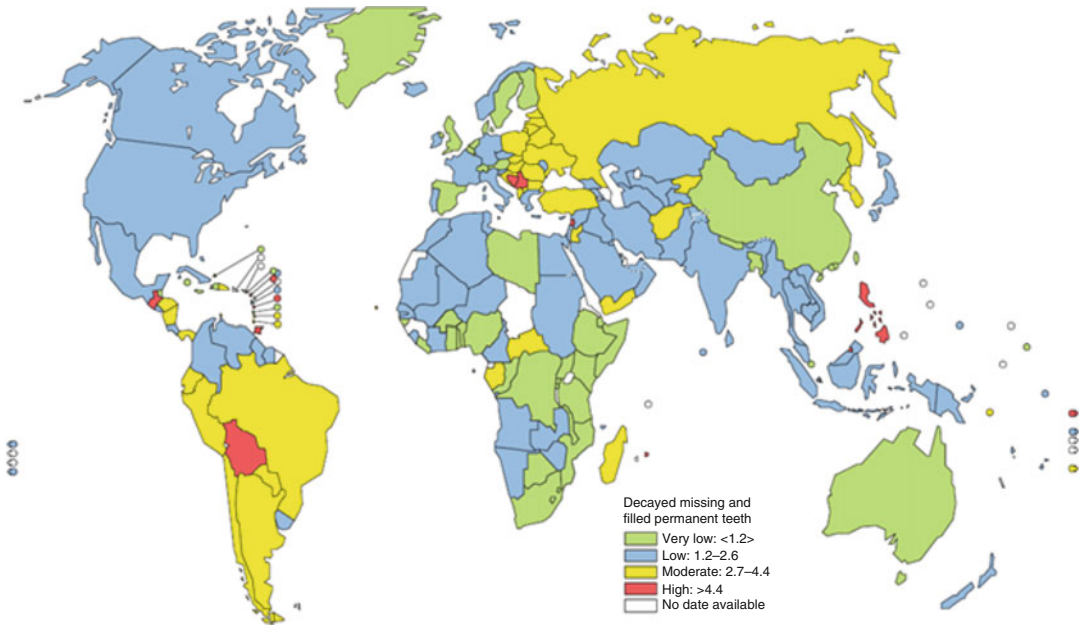 Decayed missing and
filled permanent teeth
Very low: <1.2>
Low: 1.2–2.6
Moderate: 2.7–4.4
High: >4.4
No date available